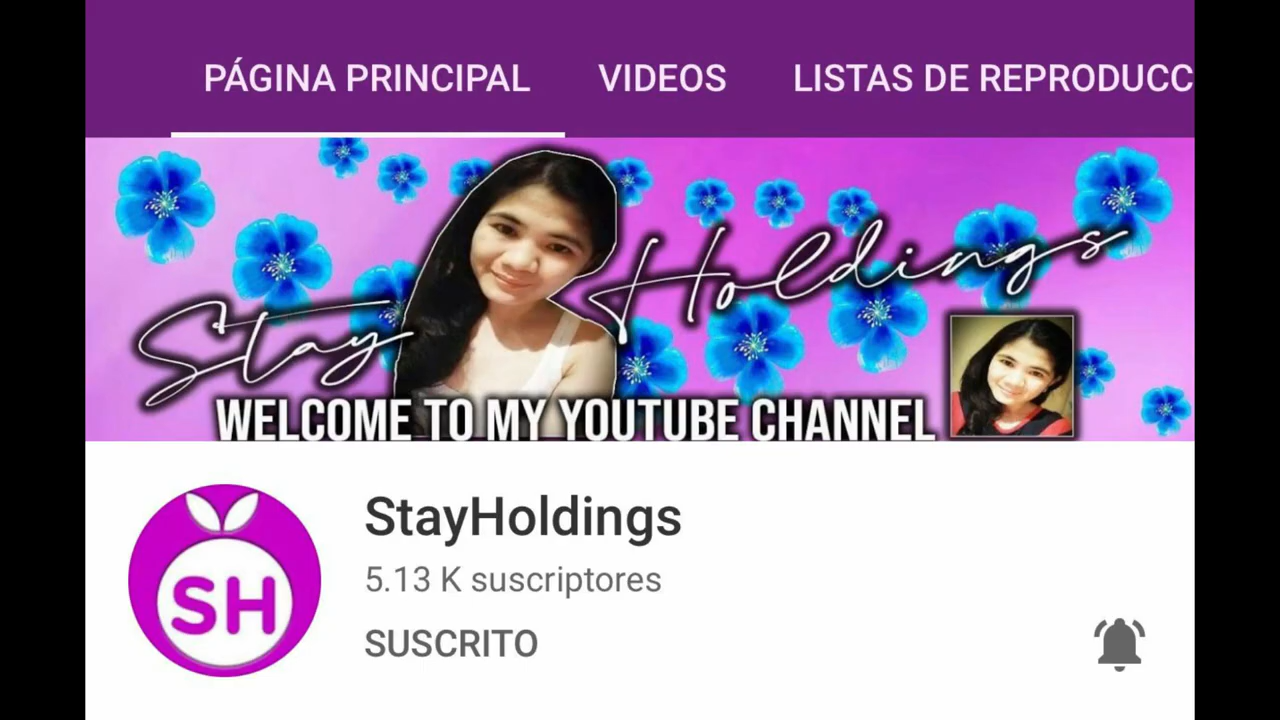 PÁGINA PRINCIPAL VIDEOS LISTAS DE REPRODUCC
Stay Holdings
WELCOME TO MY YOUTUBE CHANNEL
SH
StayHoldings
5.13 K suscriptores
SUSCRITO